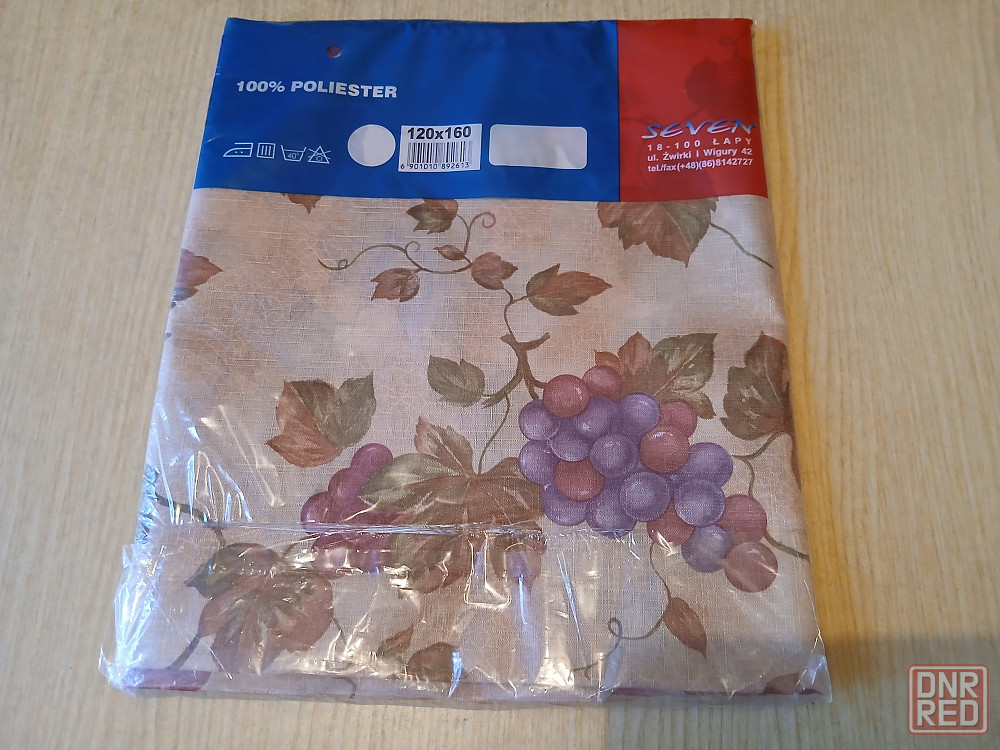 100% POLIESTER
120x160
40°
6 901010 892613
SEVEN
18-100 ŁAPY
ul. Żwirki i Wigury 42
tel./fax(+48)(86)8142727
DNR
RED